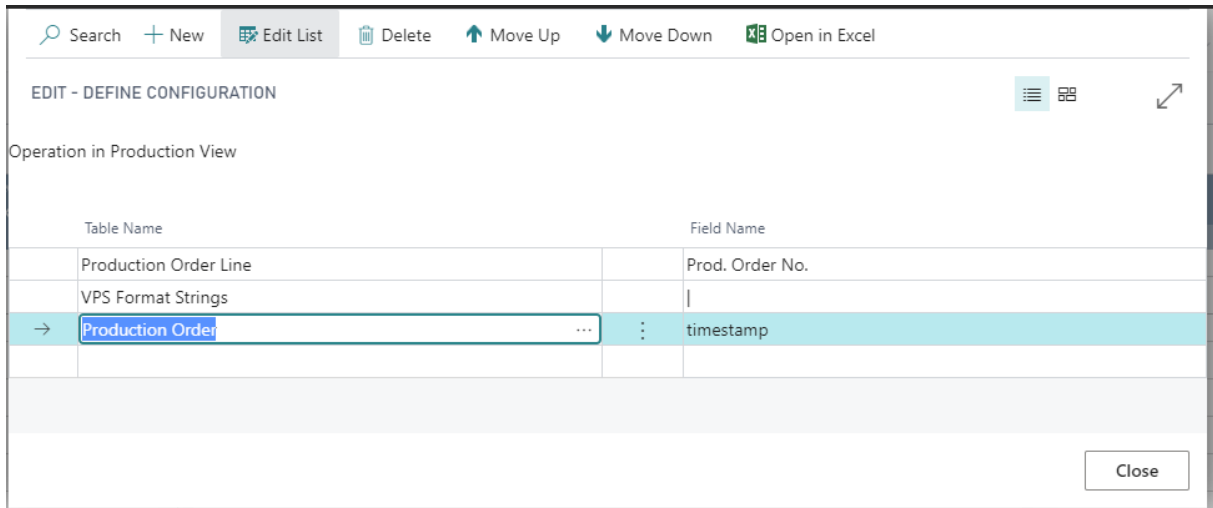 Search New Edit List Delete Move Up Move Down Open in Excel
EDIT - DEFINE CONFIGURATION
Operation in Production View
Table Name Field Name
Production Order Line Prod. Order No.
VPS Format Strings |
Production Order ... timestamp
Close